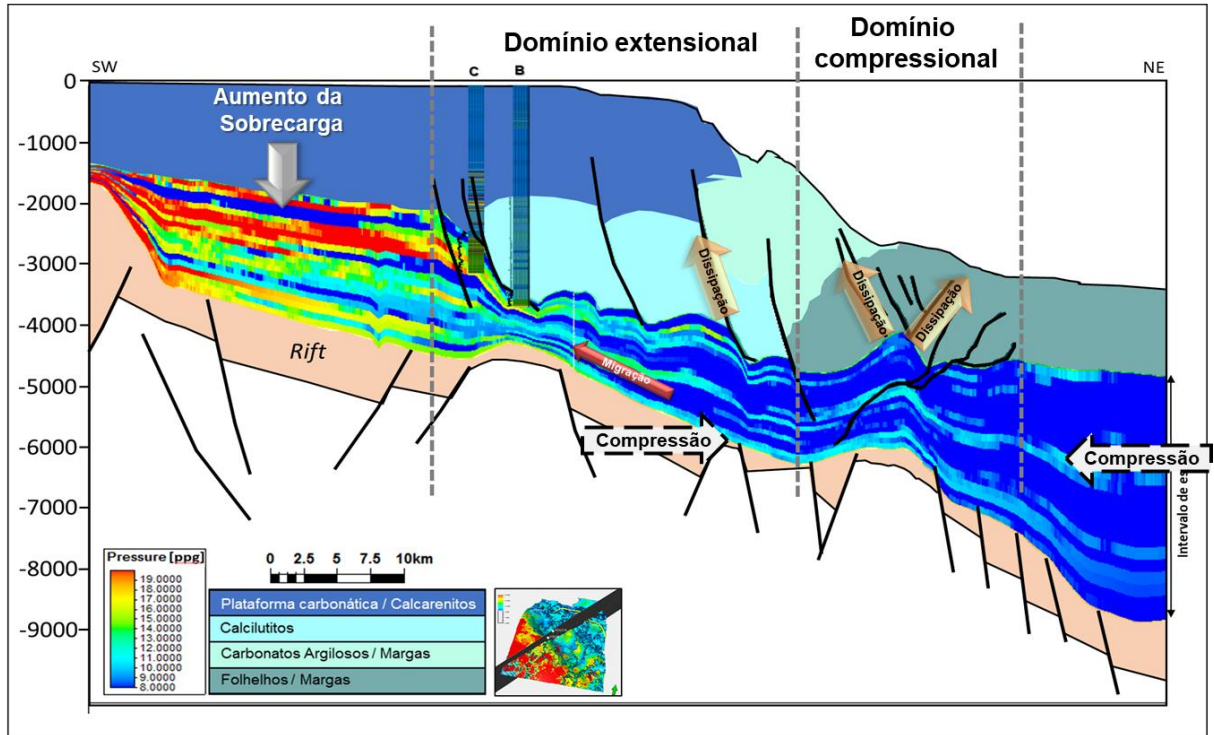 Domínio extensional
Domínio
compressional
SW
C
B
NE
0
-1000
-2000
-3000
-4000
-5000
-6000
-7000
-8000
-9000
Aumento da
Sobrecarga
Dissipação
Dissipação
Dissipação
Rift
Migração
Compressão
Compressão
Intervalo de es
Pressure [ppg]
19.0000
18.0000
17.0000
16.0000
15.0000
14.0000
13.0000
12.0000
11.0000
10.0000
9.0000
8.0000
0 2.5 5 7.5 10km
Plataforma carbonática / Calcarenitos
Calcilutitos
Carbonatos Argilosos / Margas
Folhelhos / Margas